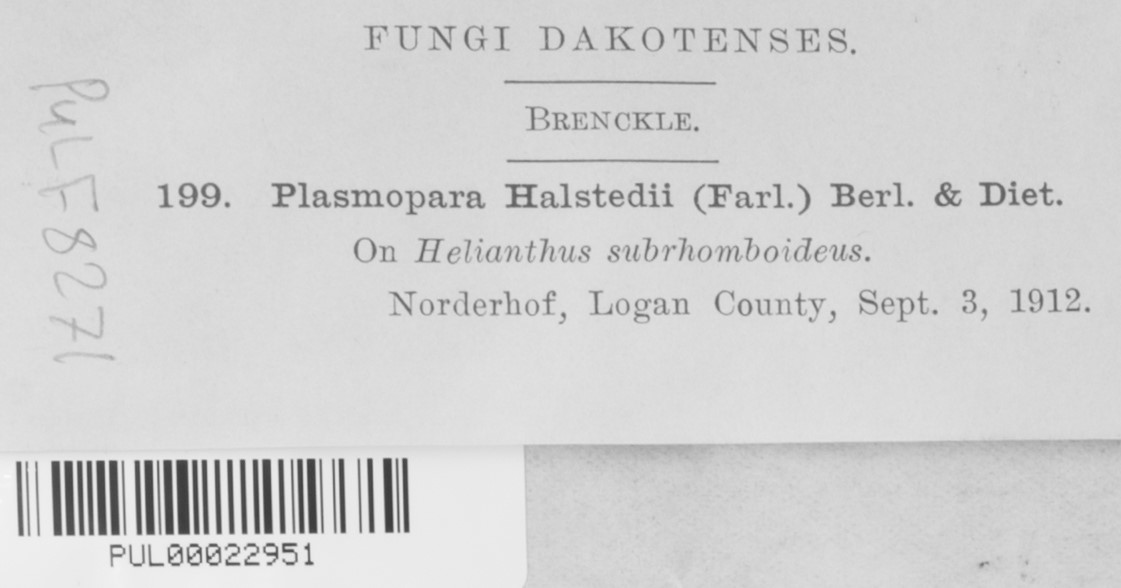 FUNGI DAKOTENSES.
BRENCKLE.
199. Plasmopara Halstedii (Farl.) Berl. & Diet.
On Helianthus subrhomboideus.
Norderhof, Logan County, Sept. 3, 1912.
PUL F8271
PUL00022951